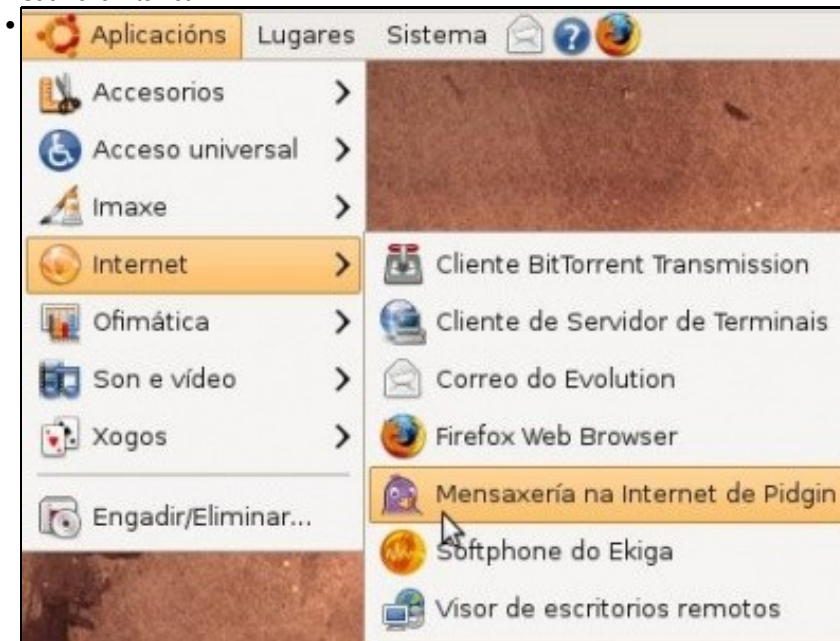 Aplicacións Lugares Sistema
Accesorios
Acceso universal
Imaxe
Internet
Ofimática
Son e vídeo
Xogos
Engadir/Eliminar...
Cliente BitTorrent Transmission
Cliente de Servidor de Terminais
Correo do Evolution
Firefox Web Browser
Mensaxería na Internet de Pidgin
Softphone do Ekiga
Visor de escritorios remotos